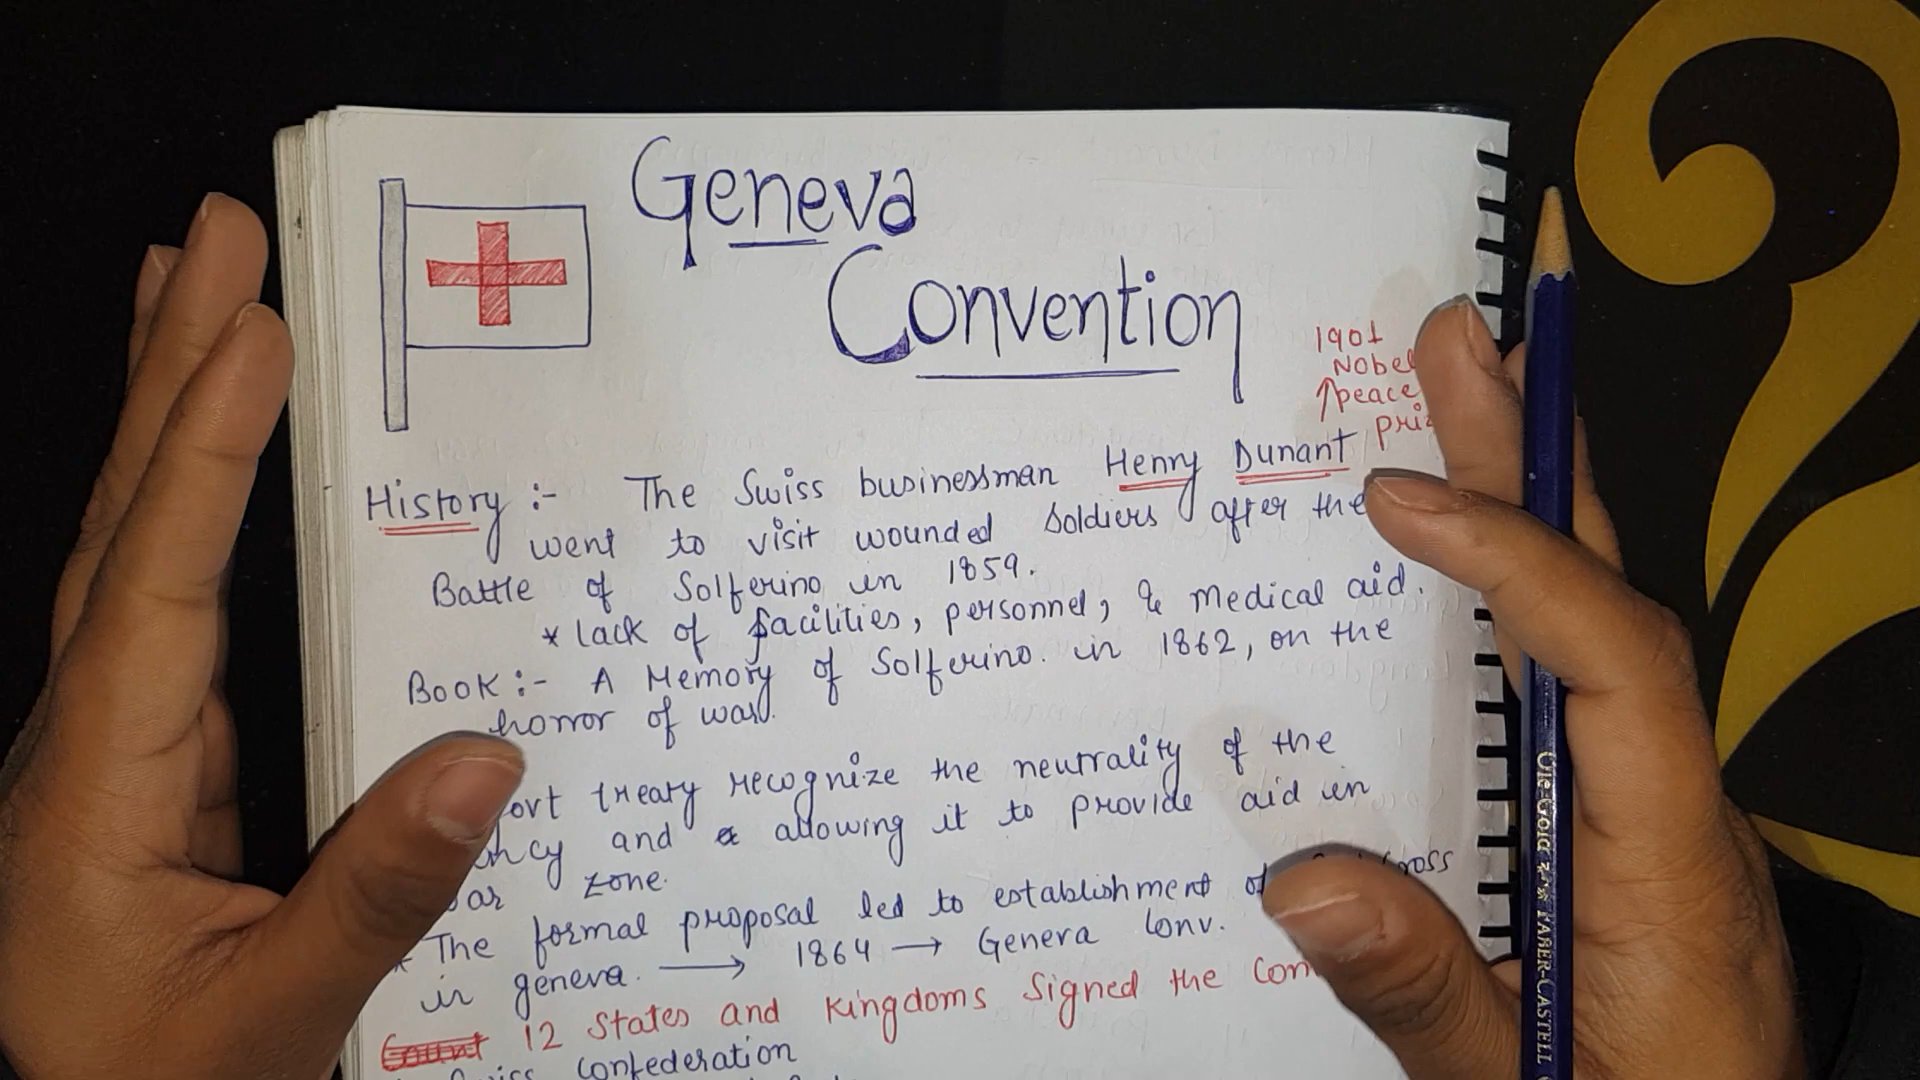 Geneva
Convention
1901
Nobel
peace
History :- The Swiss businessman Henry Dunant
went to visit wounded Soldiers after the
Battle of Solferino in 1859.
* lack of facilities, personnel, & medical aid.
Book :- A Memory of Solferino. in 1862, on the
horror of war.
treaty recognize the neutrality of the
and allowing it to provide aid in
zone.
* The formal proposal led to establishment of
in geneva. → 1864 → Geneva Conv.
12 States and Kingdoms Signed the
Confederation
FABER-CASTELL